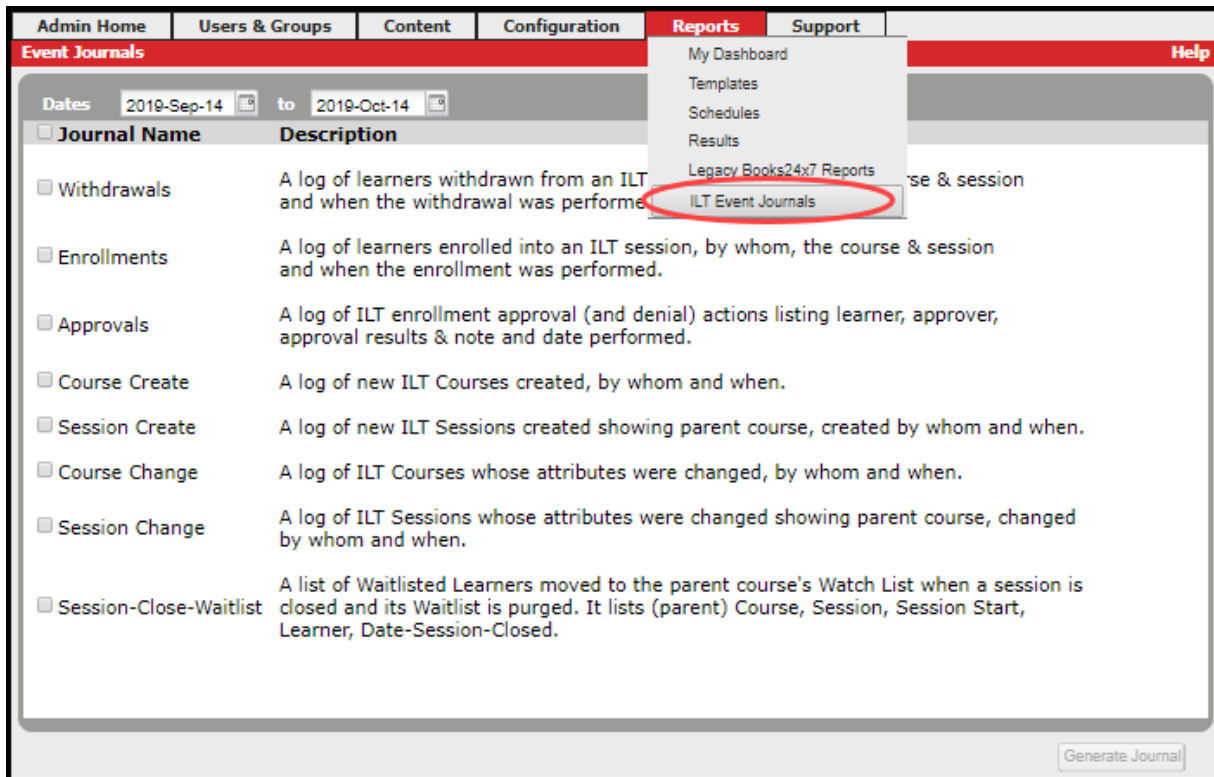 Admin Home Users & Groups Content Configuration Reports Support
Event Journals Help
My Dashboard
Templates
Schedules
Results
Legacy Books24x7 Reports
ILT Event Journals
Dates 2019-Sep-14 to 2019-Oct-14
Journal Name Description
Withdrawals
A log of learners withdrawn from an ILT se & session
and when the withdrawal was performe
Enrollments
A log of learners enrolled into an ILT session, by whom, the course & session
and when the enrollment was performed.
Approvals
A log of ILT enrollment approval (and denial) actions listing learner, approver,
approval results & note and date performed.
Course Create A log of new ILT Courses created, by whom and when.
Session Create A log of new ILT Sessions created showing parent course, created by whom and when.
Course Change A log of ILT Courses whose attributes were changed, by whom and when.
Session Change
A log of ILT Sessions whose attributes were changed showing parent course, changed
by whom and when.
Session-Close-Waitlist
A list of Waitlisted Learners moved to the parent course's Watch List when a session is
closed and its Waitlist is purged. It lists (parent) Course, Session, Session Start,
Learner, Date-Session-Closed.
Generate Journal